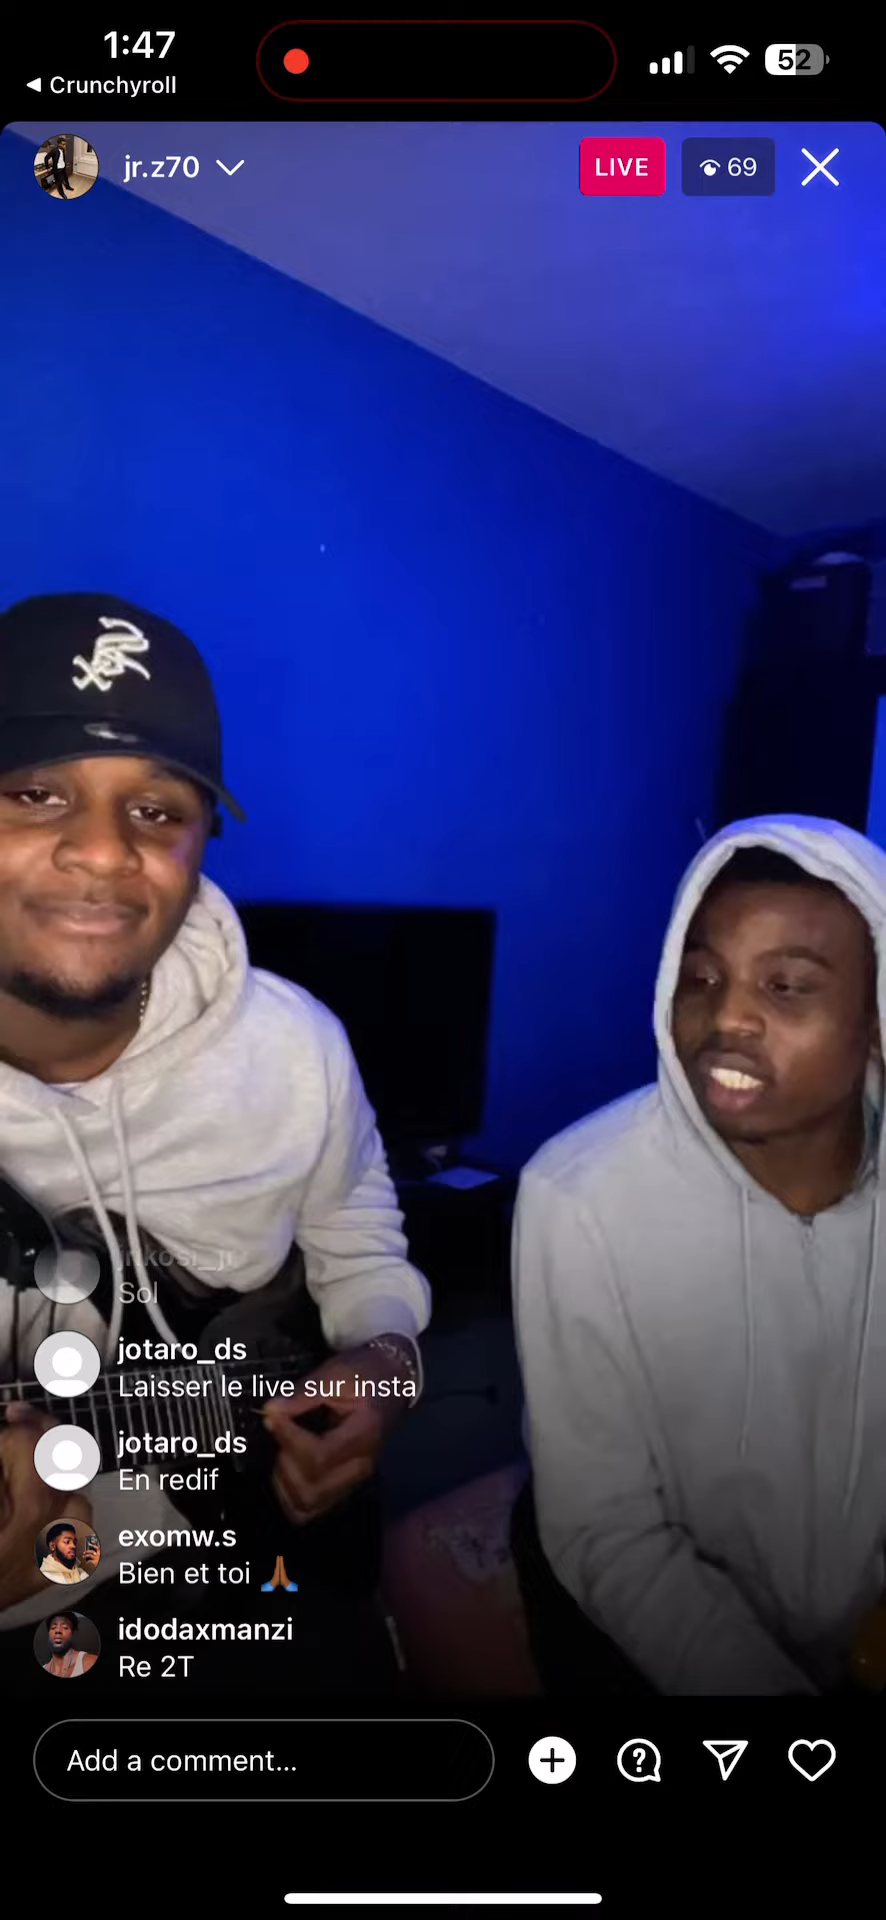 1:47
52
Crunchyroll
jr.z70
LIVE
69
jrkosi_jr
Sol
jotaro_ds
Laisser le live sur insta
jotaro_ds
En redif
exomw.s
Bien et toi 🙏🏾
idodaxmanzi
Re 2T
Add a comment...